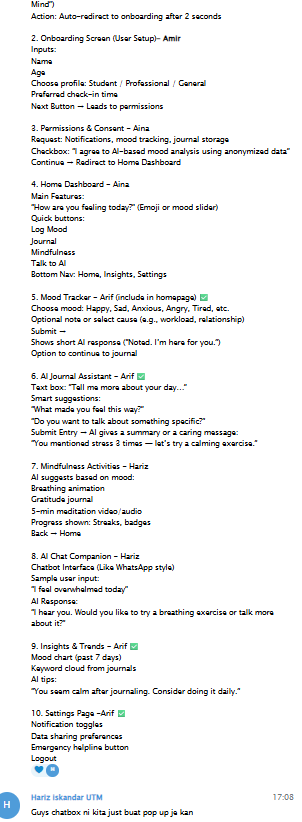 Mind")
Action: Auto-redirect to onboarding after 2 seconds
2. Onboarding Screen (User Setup)- Amir
Inputs:
Name
Age
Choose profile: Student / Professional / General
Preferred check-in time
Next Button → Leads to permissions
3. Permissions & Consent - Aina
Request: Notifications, mood tracking, journal storage
Checkbox: "I agree to AI-based mood analysis using anonymized data"
Continue → Redirect to Home Dashboard
4. Home Dashboard - Aina
Main Features:
"How are you feeling today?" (Emoji or mood slider)
Quick buttons:
Log Mood
Journal
Mindfulness
Talk to AI
Bottom Nav: Home, Insights, Settings
5. Mood Tracker - Arif (include in homepage) ✅
Choose mood: Happy, Sad, Anxious, Angry, Tired, etc.
Optional note or select cause (e.g., workload, relationship)
Submit →
Shows short AI response ("Noted. I'm here for you.")
Option to continue to journal
6. AI Journal Assistant - Arif ✅
Text box: "Tell me more about your day..."
Smart suggestions:
"What made you feel this way?"
"Do you want to talk about something specific?"
Submit Entry → AI gives a summary or a caring message:
"You mentioned stress 3 times — let's try a calming exercise."
7. Mindfulness Activities - Hariz
AI suggests based on mood:
Breathing animation
Gratitude journal
5-min meditation video/audio
Progress shown: Streaks, badges
Back → Home
8. AI Chat Companion - Hariz
Chatbot Interface (Like WhatsApp style)
Sample user input:
"I feel overwhelmed today"
AI Response:
"I hear you. Would you like to try a breathing exercise or talk more
about it?"
9. Insights & Trends - Arif ✅
Mood chart (past 7 days)
Keyword cloud from journals
AI tips:
"You seem calm after journaling. Consider doing it daily."
10. Settings Page -Arif ✅
Notification toggles
Data sharing preferences
Emergency helpline button
Logout
H
Hariz Iskandar UTM 17:08
Guys chatbox ni kita just buat pop up je kan